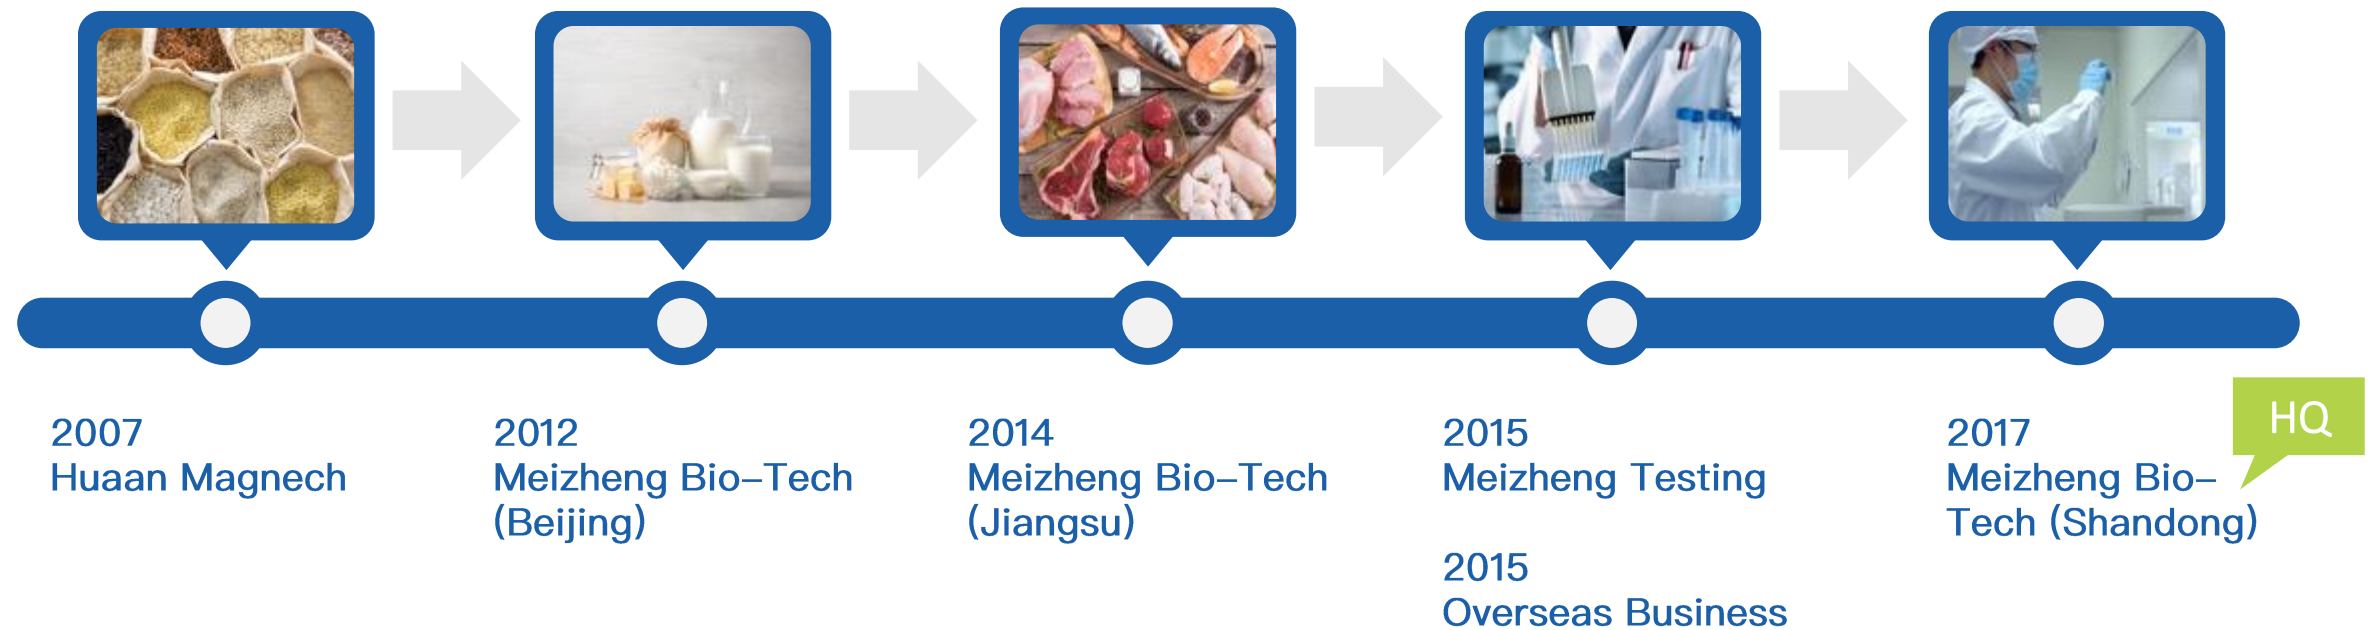 2007
Huaan Magnech
2012
Meizheng Bio–Tech
(Beijing)
2014
Meizheng Bio–Tech
(Jiangsu)
2015
Meizheng Testing
2015
Overseas Business
2017
Meizheng Bio–
Tech (Shandong)
HQ